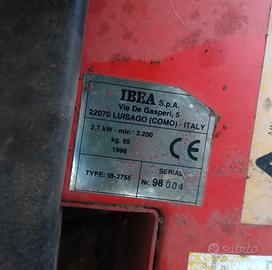 IBEA S.p.A.
Via De Gasperi, 5
22070 LUISAGO (COMO) - ITALY
2,7 kW - min⁻¹ 3.200
kg. 65
1998
CE
TYPE: IB-2755
SERIAL
Nr. 98 004
subito